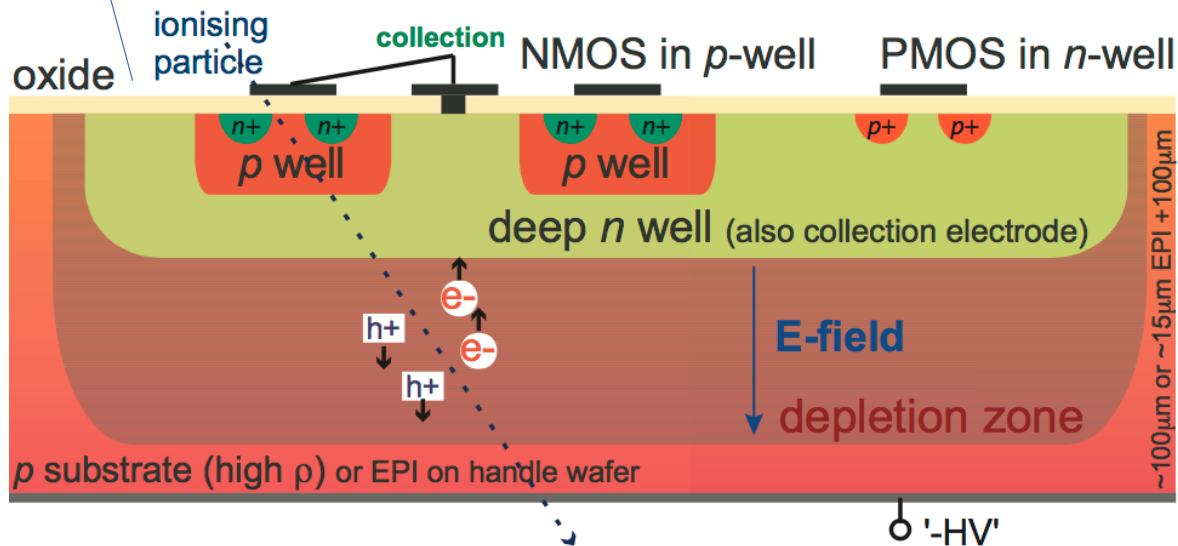 ionising
particle
collection
NMOS in p-well
PMOS in n-well
oxide
n+
n+
n+
n+
p+
p+
p well
p well
deep n well (also collection electrode)
e-
e-
h+
h+
E-field
depletion zone
p substrate (high ρ) or EPI on handle wafer
~100μm or ~15μm EPI +100μm
'-HV'